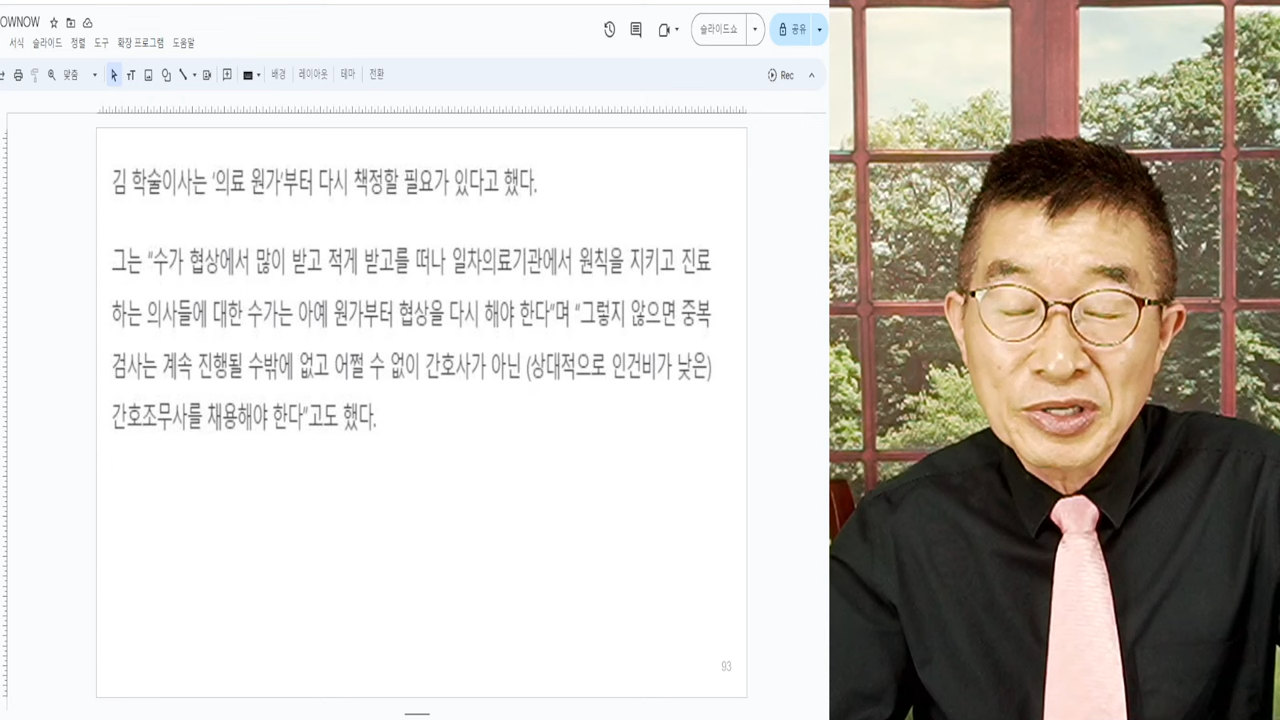 OWNOW
슬라이드쇼
공유
서식 슬라이드 정렬 도구 확장 프로그램 도움말
맞춤
배경 레이아웃 테마 전환
Rec
김 학술이사는 '의료 원가'부터 다시 책정할 필요가 있다고 했다.
그는 "수가 협상에서 많이 받고 적게 받고를 떠나 일차의료기관에서 원칙을 지키고 진료
하는 의사들에 대한 수가는 아예 원가부터 협상을 다시 해야 한다"며 "그렇지 않으면 중복
검사는 계속 진행될 수밖에 없고 어쩔 수 없이 간호사가 아닌 (상대적으로 인건비가 낮은)
간호조무사를 채용해야 한다"고도 했다.
93